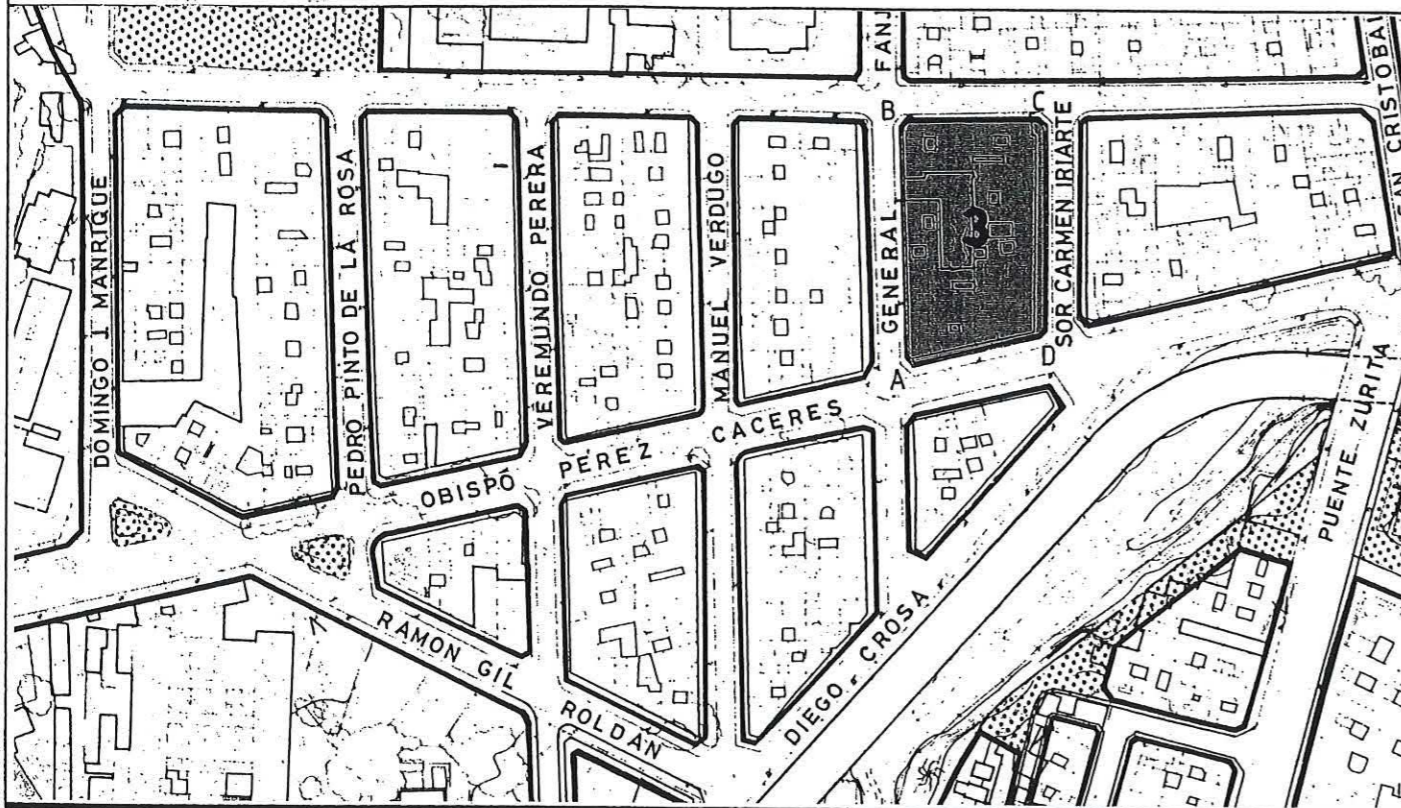 FANJ
SAN CRISTOBAL
B
C
DOMINGO J MANRIQUE
PEDRO PINTO DE LA ROSA
VEREMUNDO PERERA
MANUEL VERDUGO
GENERAL
SOR CARMEN IRIARTE
A
D
OBISPO PEREZ CACERES
PUENTE ZURITA
RAMON GIL ROLDAN
DIEGO CROSA